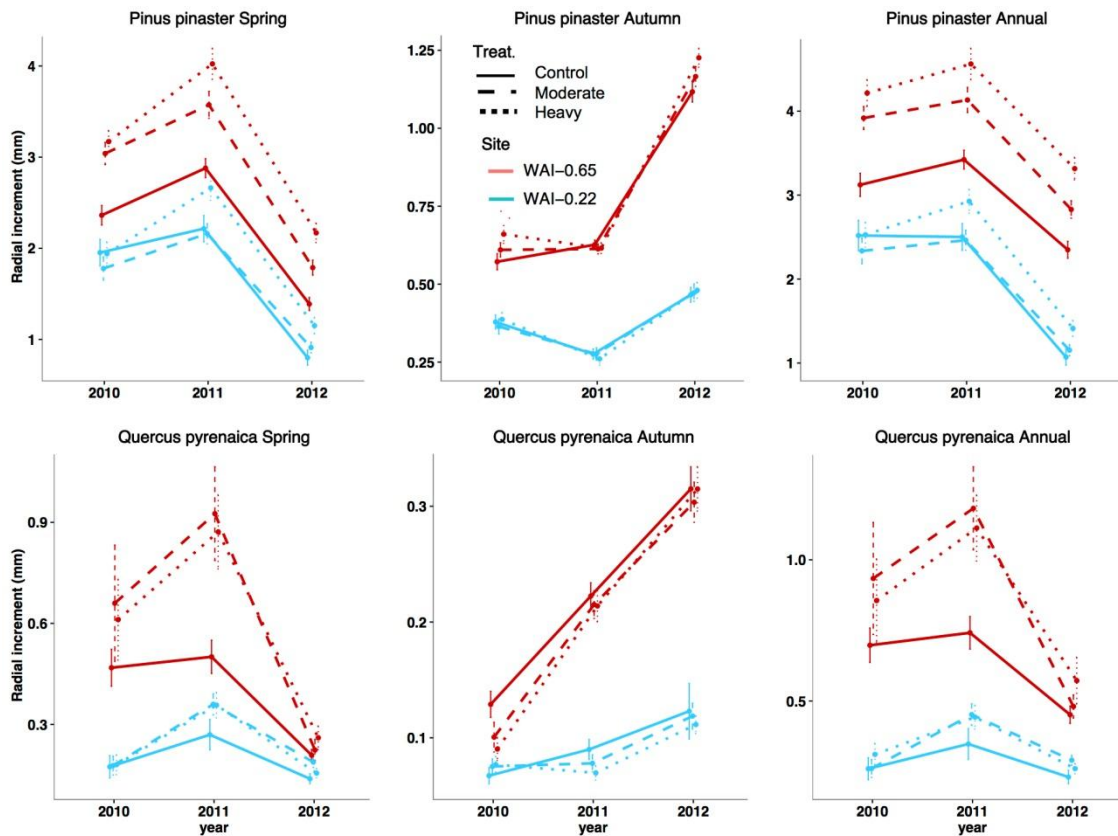 Pinus pinaster Spring
Pinus pinaster Autumn
Pinus pinaster Annual
Radial increment (mm)
4
3
2
1
2010
2011
2012
1.25
1.00
0.75
0.50
0.25
2010
2011
2012
Treat.
Control
Moderate
Heavy
Site
WAI-0.65
WAI-0.22
4
3
2
1
2010
2011
2012
Quercus pyrenaica Spring
Quercus pyrenaica Autumn
Quercus pyrenaica Annual
Radial increment (mm)
0.9
0.6
0.3
2010
2011
2012
year
0.3
0.2
0.1
2010
2011
2012
year
1.0
0.5
2010
2011
2012
year